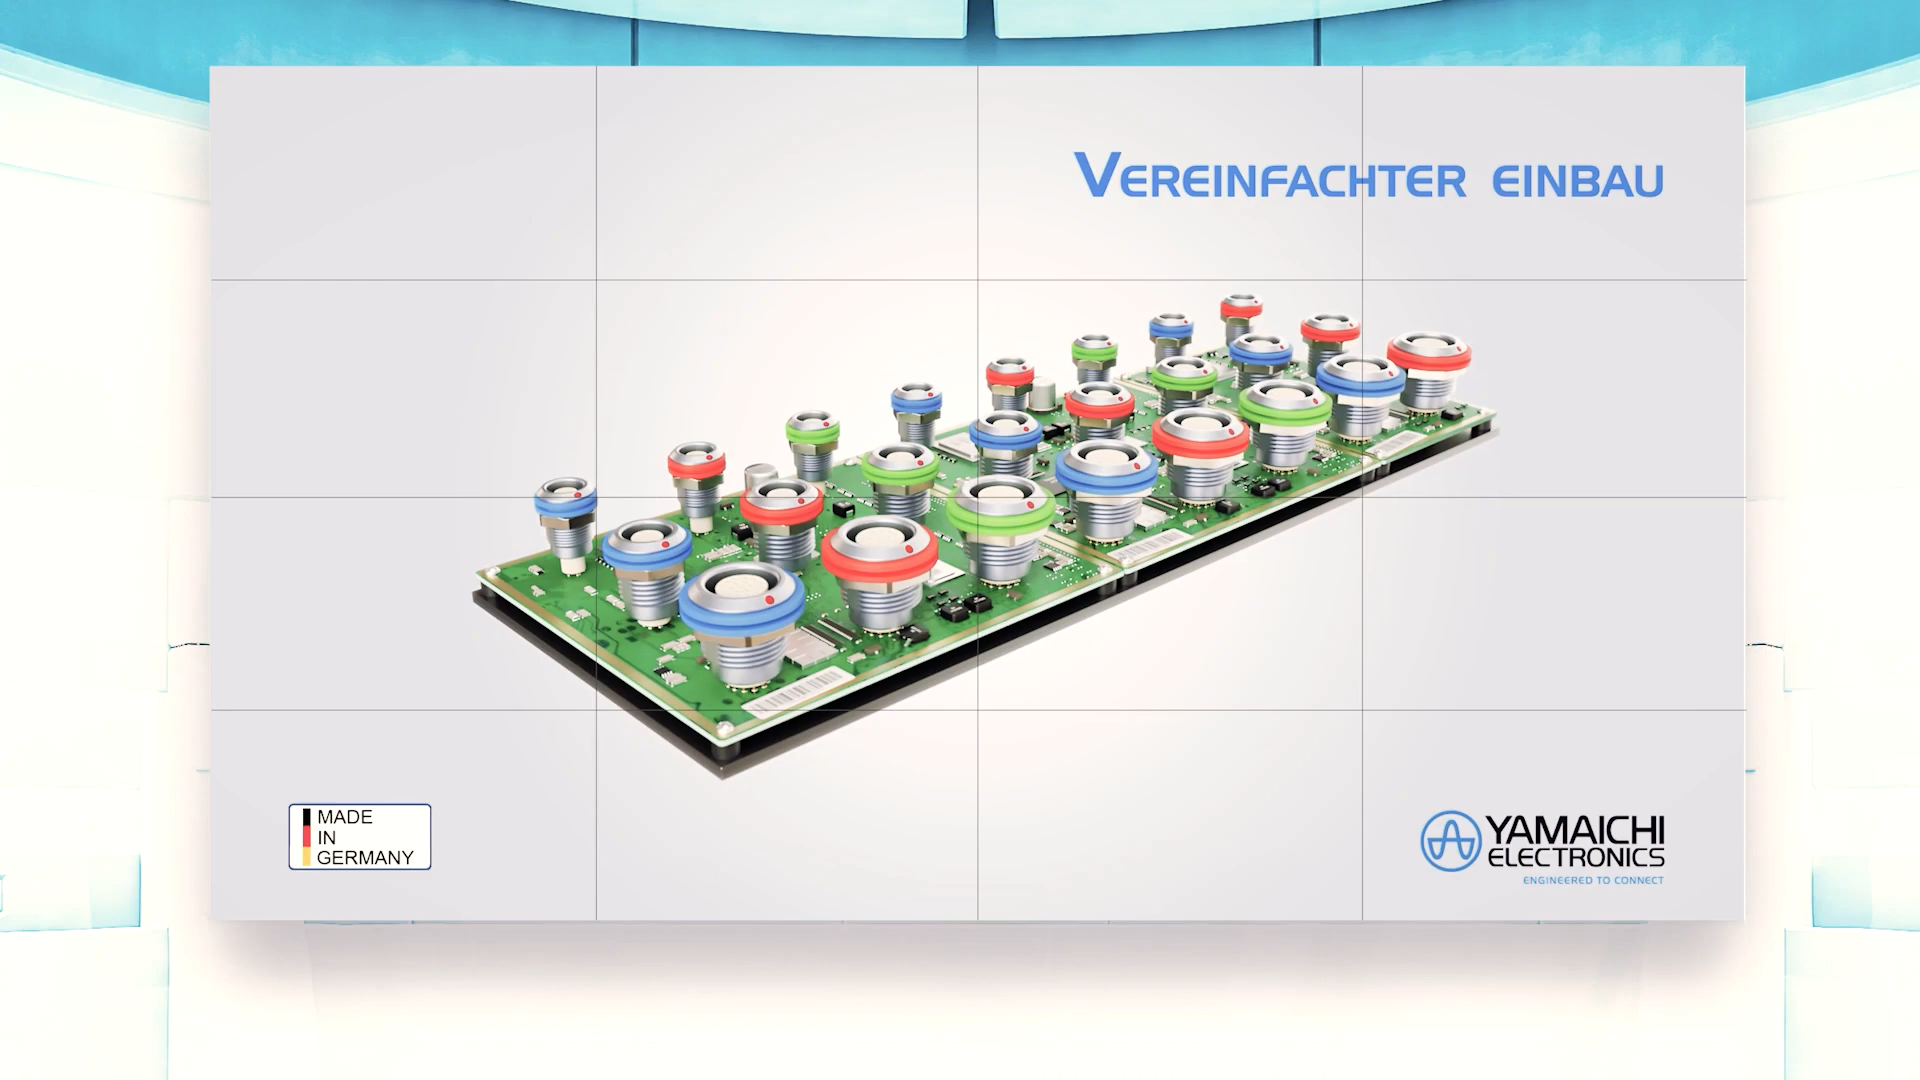 VEREINFACHTER EINBAU
MADE
IN
GERMANY
YAMAICHI
ELECTRONICS
ENGINEERED TO CONNECT